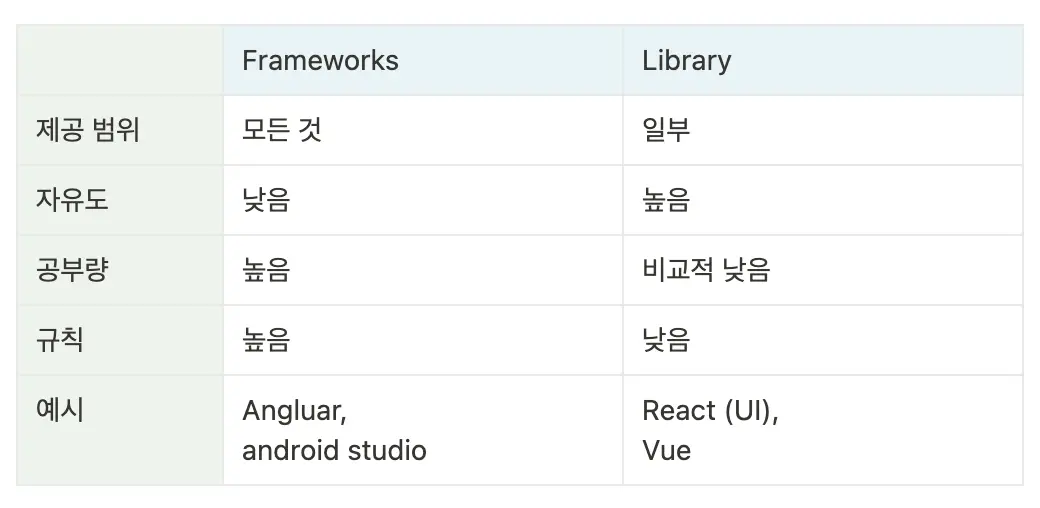 Frameworks Library
제공 범위 모든 것 일부
자유도 낮음 높음
공부량 높음 비교적 낮음
규칙 높음 낮음
예시 Angluar, React (UI),
android studio Vue